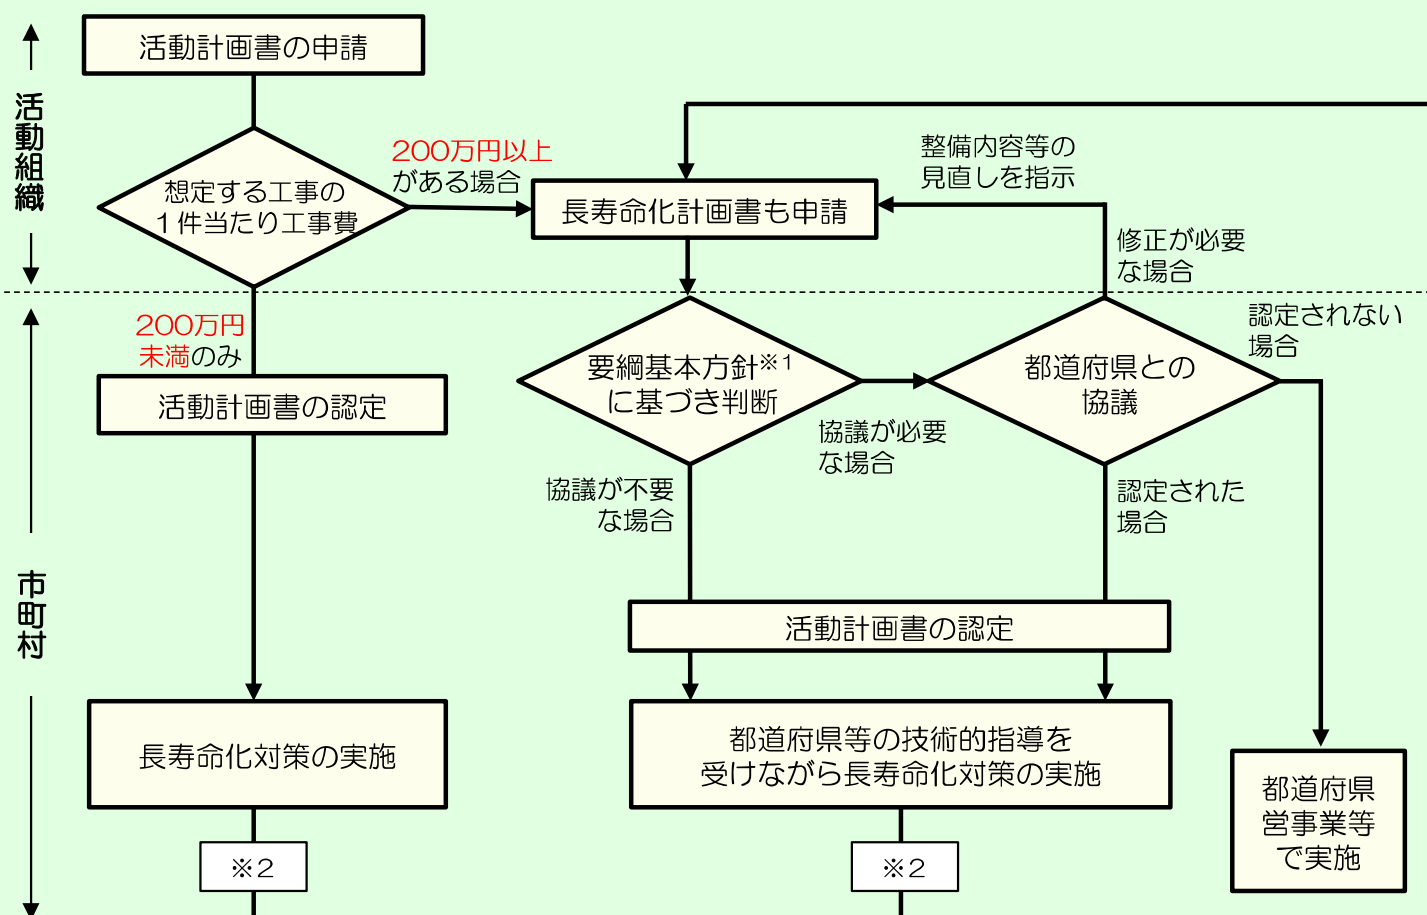 活動計画書の申請
活動組織
想定する工事の
1件当たり工事費
200万円以上
がある場合
長寿命化計画書も申請
整備内容等の
見直しを指示
修正が必要
な場合
200万円
未満のみ
活動計画書の認定
要綱基本方針※1
に基づき判断
協議が必要
な場合
都道府県との
協議
認定されない
場合
協議が不要
な場合
認定された
場合
市町村
活動計画書の認定
長寿命化対策の実施
都道府県等の技術的指導を
受けながら長寿命化対策の実施
都道府県
営事業等
で実施
※2
※2